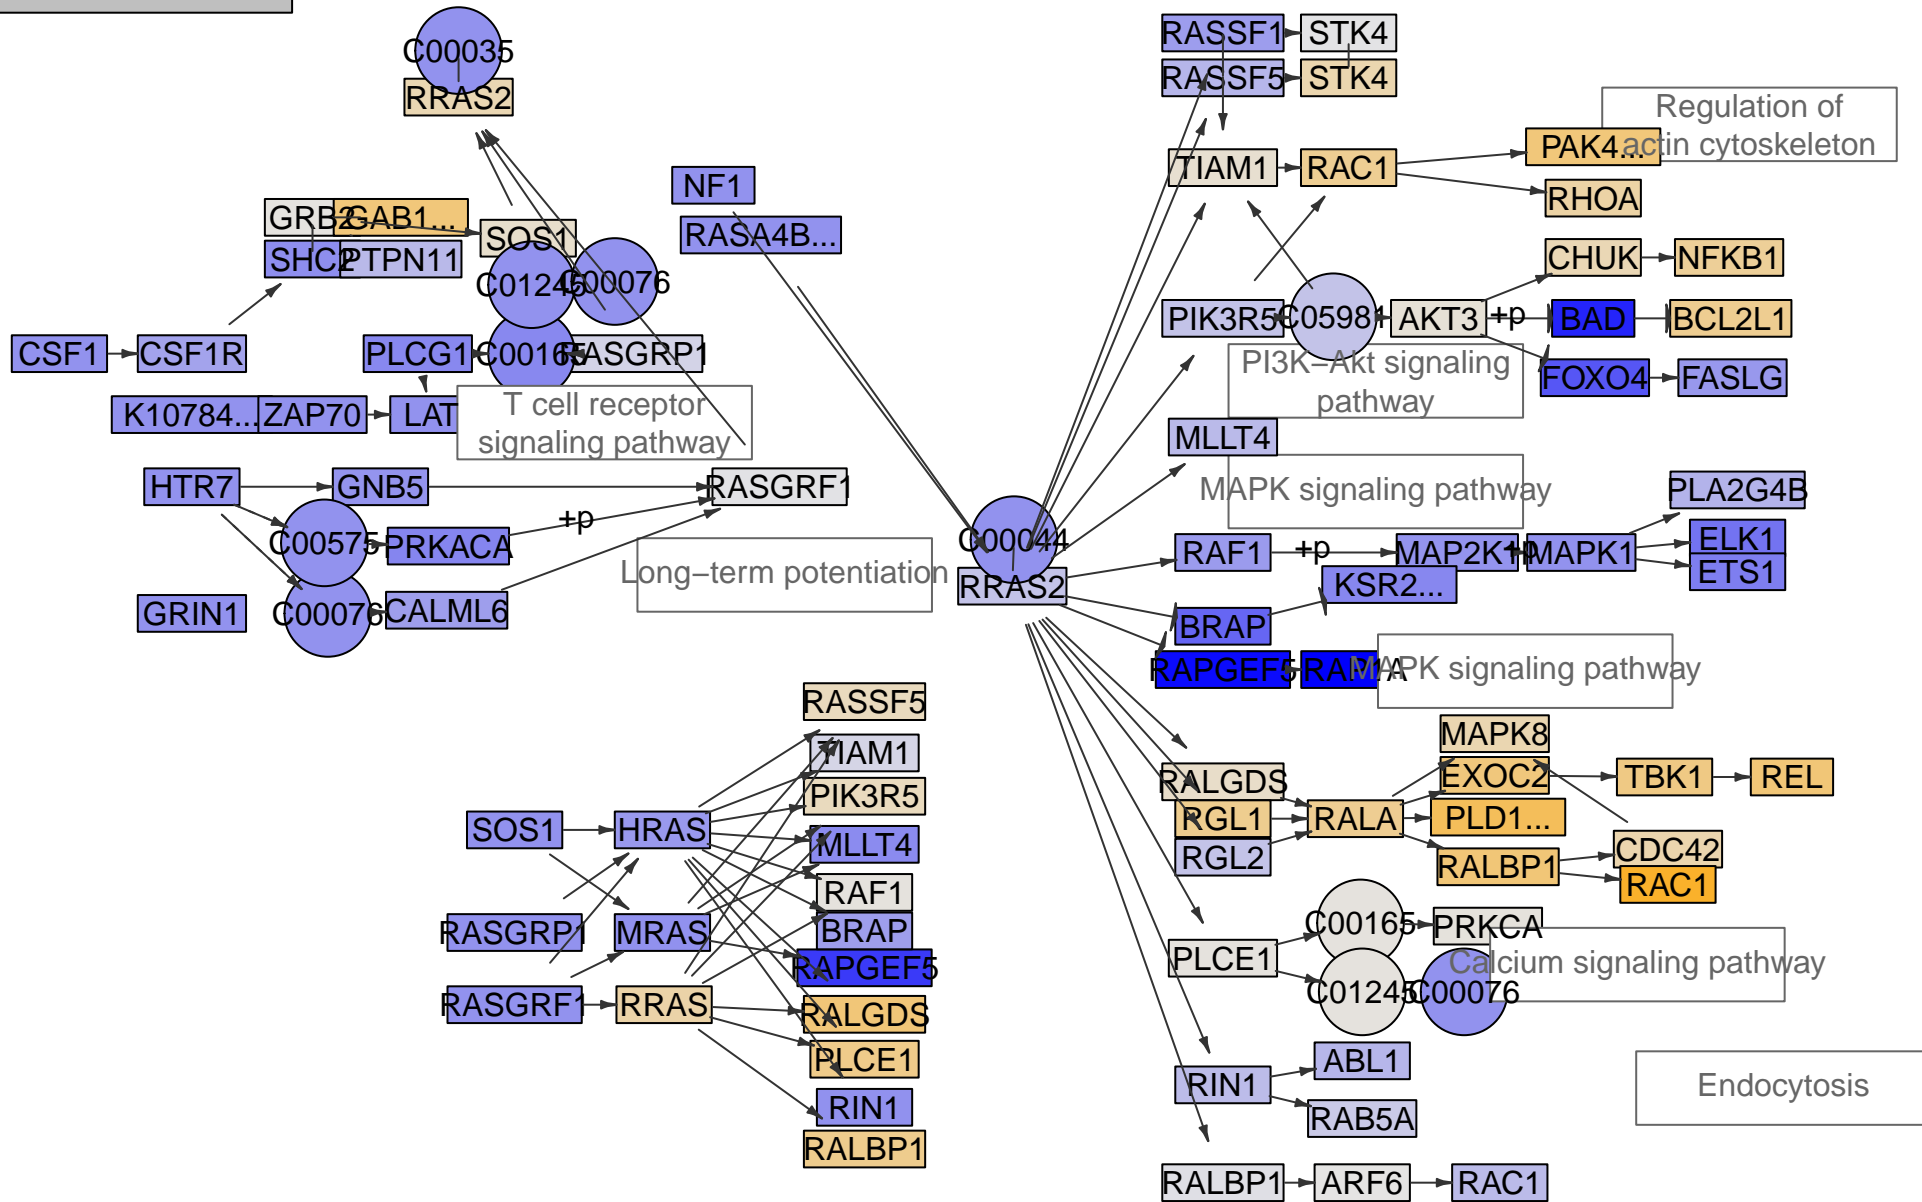 C00035
RRAS2
NF1
RASA4B...
GRB2
GAB1...
SOS1
SHC2
PTPN11
C01245
C00076
CSF1
CSF1R
PLCG1
C00165
RASGRP1
K10784...
ZAP70
LAT
T cell receptor
signaling pathway
HTR7
GNB5
RASGRF1
+p
C00575
PRKACA
GRIN1
C00076
CALML6
Long−term potentiation
C00044
RRAS2
RASSF1
STK4
RASSF5
STK4
Regulation of
actin cytoskeleton
PAK4...
TIAM1
RAC1
RHOA
CHUK
NFKB1
PIK3R5
C05981
AKT3
+p
BAD
BCL2L1
PI3K−Akt signaling
pathway
FOXO4
FASLG
MLLT4
MAPK signaling pathway
PLA2G4B
RAF1
+p
MAP2K1
+p
MAPK1
ELK1
ETS1
KSR2...
BRAP
RAPGEF5
RAP1A
MAPK signaling pathway
RASSF5
TIAM1
PIK3R5
SOS1
HRAS
MLLT4
RAF1
RASGRP1
MRAS
BRAP
RAPGEF5
RASGRF1
RRAS
RALGDS
PLCE1
RIN1
RALBP1
MAPK8
RALGDS
EXOC2
TBK1
REL
RGL1
RALA
PLD1...
RGL2
RALBP1
CDC42
RAC1
C00165
PRKCA
PLCE1
Calcium signaling pathway
C01245
C00076
ABL1
RIN1
RAB5A
Endocytosis
RALBP1
ARF6
RAC1